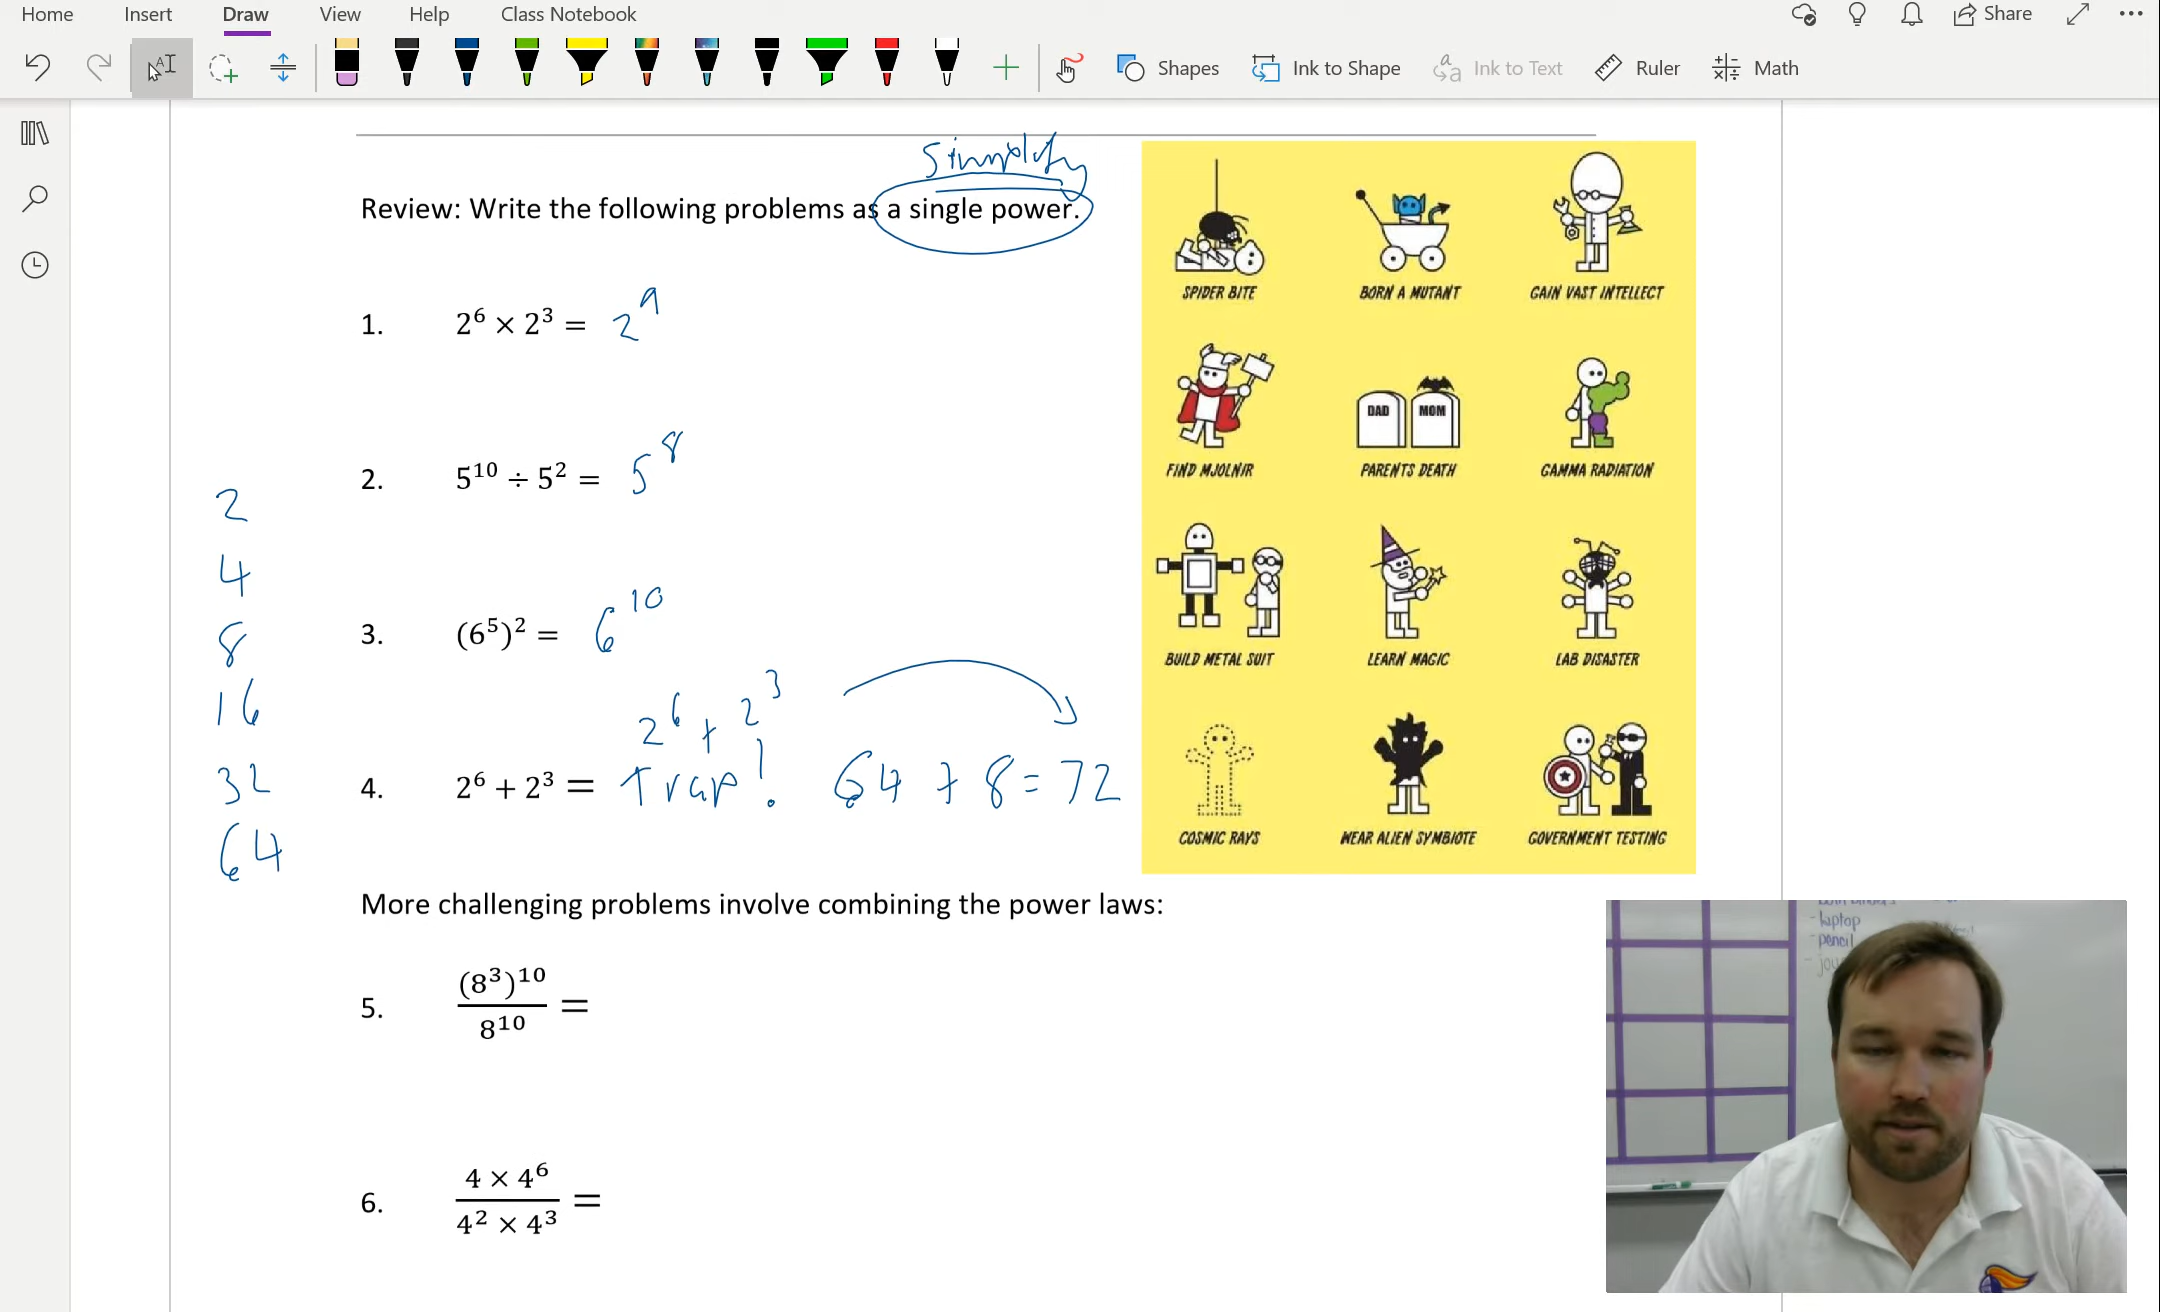 Home Insert Draw View Help Class Notebook Share
Shapes Ink to Shape Ink to Text Ruler Math
Simplify
Review: Write the following problems as a single power.
1. 2⁶ × 2³ = 2⁹
2. 5¹⁰ ÷ 5² = 5⁸
3. (6⁵)² = 6¹⁰
2⁶ + 2³
4. 2⁶ + 2³ = Trap! 64 + 8 = 72
2
4
8
16
32
64
More challenging problems involve combining the power laws:
5. (8³)¹⁰ / 8¹⁰ =
6. 4 × 4⁶ / 4² × 4³ =
SPIDER BITE BORN A MUTANT GAIN VAST INTELLECT
DAD MOM
FIND MJOLNIR PARENTS DEATH GAMMA RADIATION
BUILD METAL SUIT LEARN MAGIC LAB DISASTER
COSMIC RAYS WEAR ALIEN SYMBIOTE GOVERNMENT TESTING
- laptop
- pencil